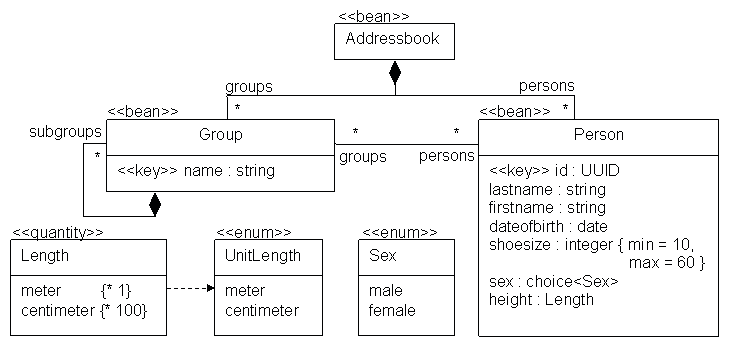 <<bean>>
Addressbook
groups
persons
<<bean>>
*
<<bean>>
*
subgroups
*
Group
*
*
Person
groups
persons
<<key>> name : string
<<key>> id : UUID
lastname : string
firstname : string
dateofbirth : date
shoesize : integer { min = 10,
max = 60 }
sex : choice<Sex>
height : Length
<<quantity>>
Length
meter {* 1}
centimeter {* 100}
<<enum>>
UnitLength
meter
centimeter
<<enum>>
Sex
male
female